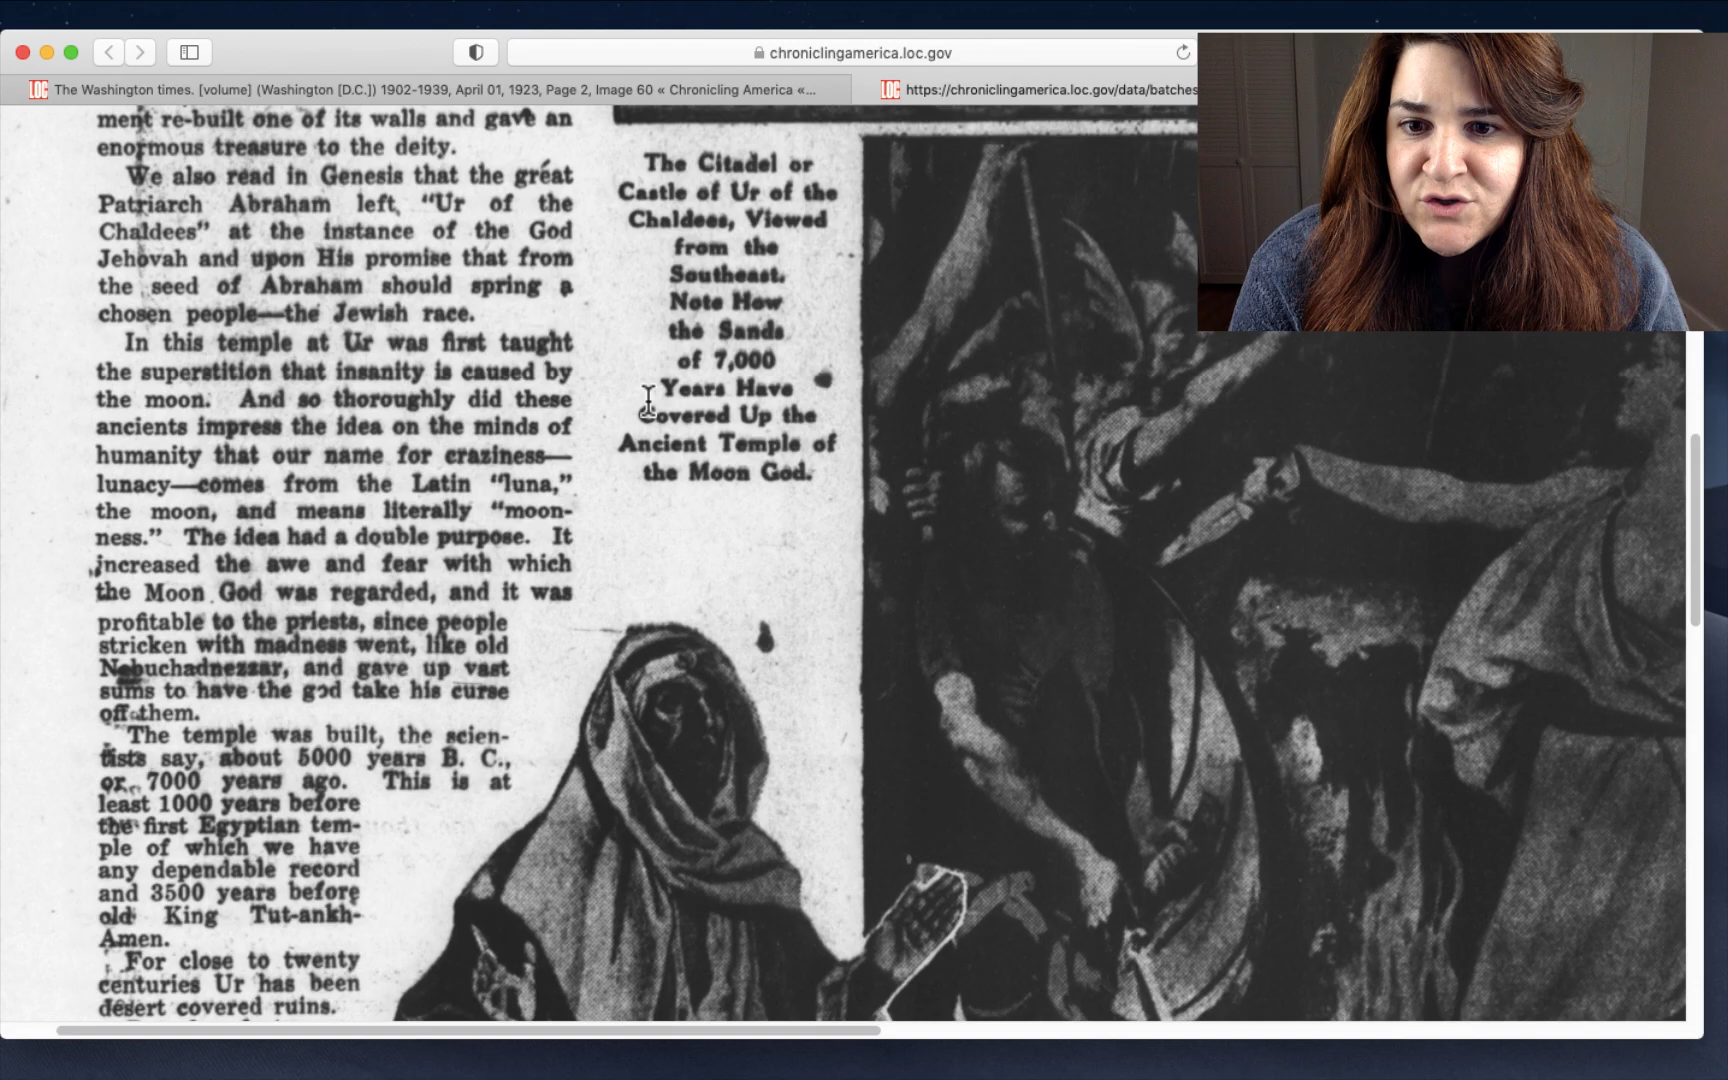 chroniclingamerica.loc.gov
LOC The Washington times. [volume] (Washington [D.C.]) 1902-1939, April 01, 1923, Page 2, Image 60 « Chronicling America «...
LOC https://chroniclingamerica.loc.gov/data/batches
ment re-built one of its walls and gave an
enormous treasure to the deity.
We also read in Genesis that the great
Patriarch Abraham left, "Ur of the
Chaldees" at the instance of the God
Jehovah and upon His promise that from
the seed of Abraham should spring a
chosen people—the Jewish race.
In this temple at Ur was first taught
the superstition that insanity is caused by
the moon. And so thoroughly did these
ancients impress the idea on the minds of
humanity that our name for craziness—
lunacy—comes from the Latin "luna,"
the moon, and means literally "moon-
ness." The idea had a double purpose. It
increased the awe and fear with which
the Moon God was regarded, and it was
profitable to the priests, since people
stricken with madness went, like old
Nebuchadnezzar, and gave up vast
sums to have the god take his curse
off them.
The temple was built, the scien-
tists say, about 5000 years B. C.,
or 7000 years ago. This is at
least 1000 years before
the first Egyptian tem-
ple of which we have
any dependable record
and 3500 years before
old King Tut-ankh-
Amen.
For close to twenty
centuries Ur has been
desert covered ruins.
The Citadel or
Castle of Ur of the
Chaldees, Viewed
from the
Southeast.
Note How
the Sands
of 7,000
Years Have
Covered Up the
Ancient Temple of
the Moon God.